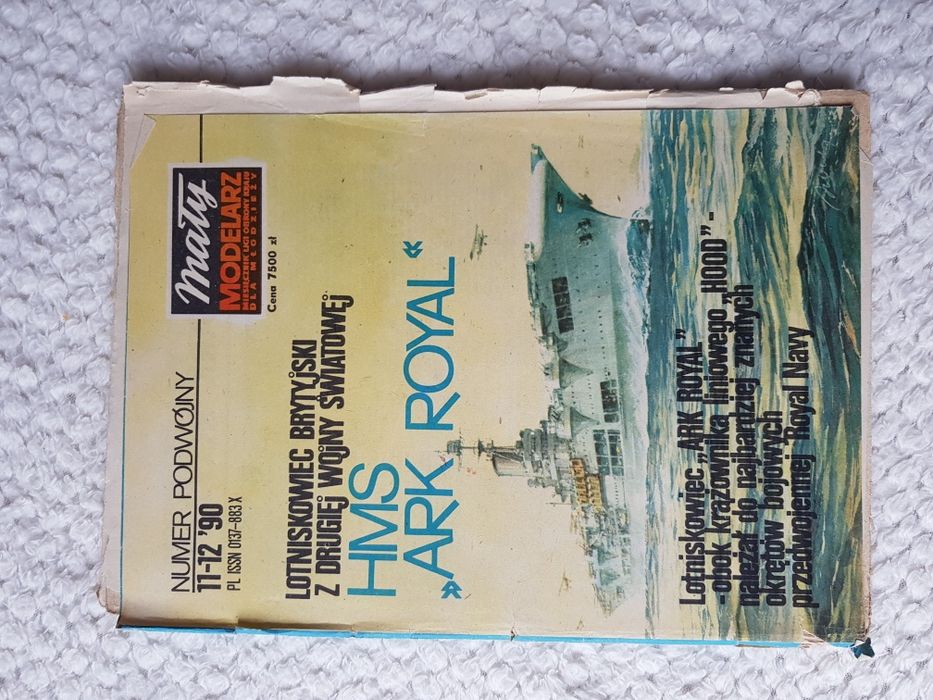 NUMER PODWÓJNY
11-12 '90
PL ISSN 0137-883 X
mały
MODELARZ
MIESIĘCZNIK LIGI OBRONY KRAJU
DLA MŁODZIEŻY
Cena 7500 zł
LOTNISKOWIEC BRYTYJSKI
Z DRUGIEJ WOJNY ŚWIATOWEJ
HMS
»ARK ROYAL«
Lotniskowiec „ARK ROYAL”
-obok krążownika liniowego „HOOD”-
należał do najbardziej znanych
okrętów bojowych
przedwojennej Royal Navy